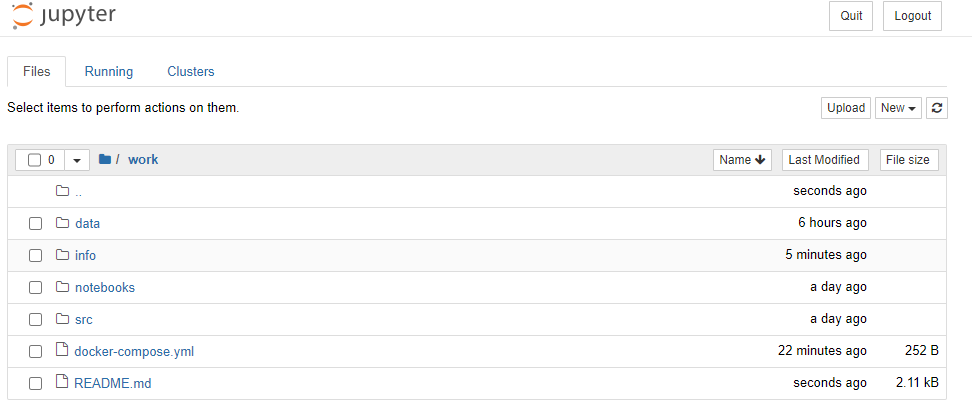 jupyter Quit Logout
Files Running Clusters
Select items to perform actions on them. Upload New
0 / work Name Last Modified File size
.. seconds ago
data 6 hours ago
info 5 minutes ago
notebooks a day ago
src a day ago
docker-compose.yml 22 minutes ago 252 B
README.md seconds ago 2.11 kB